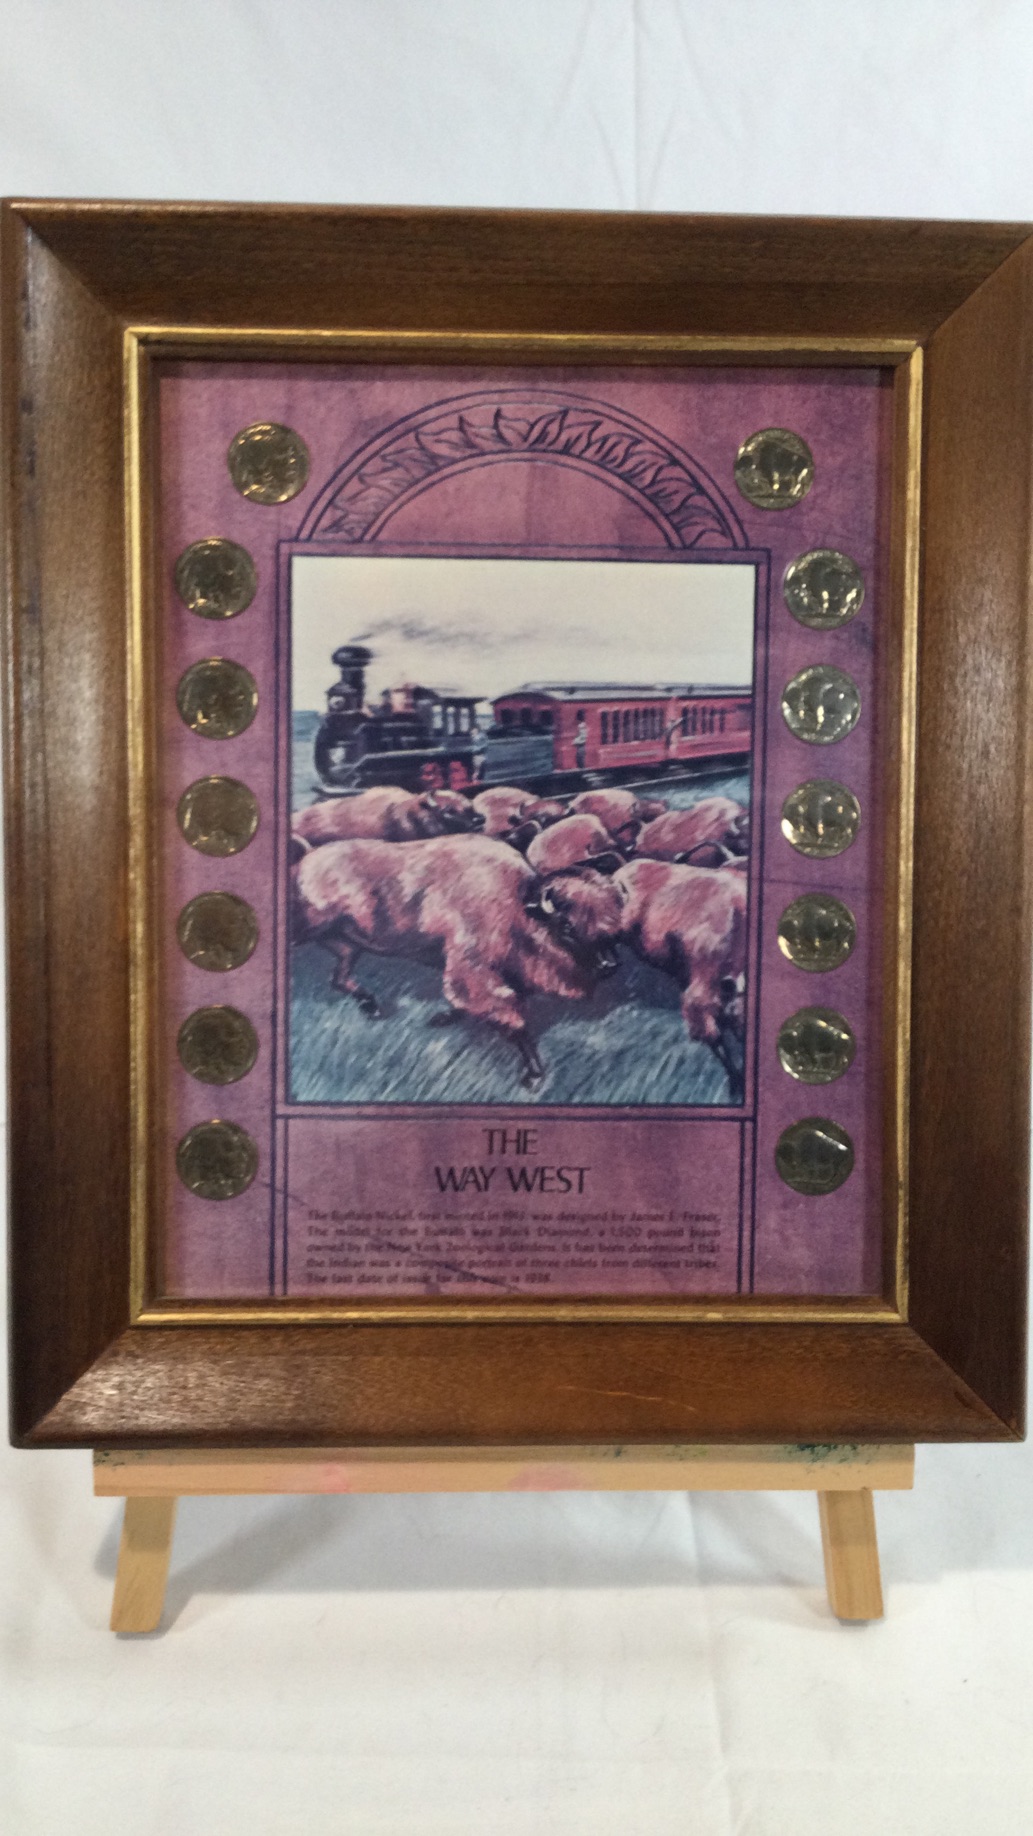 THE
WAY WEST
The Buffalo Nickel, first minted in 1913, was designed by James E. Fraser.
The model for the Buffalo was Black Diamond, a 1,500 pound bison
owned by the New York Zoological Gardens. It has been determined that
the Indian was a composite portrait of three chiefs from different tribes.
The last date of issue for this coin is 1938.